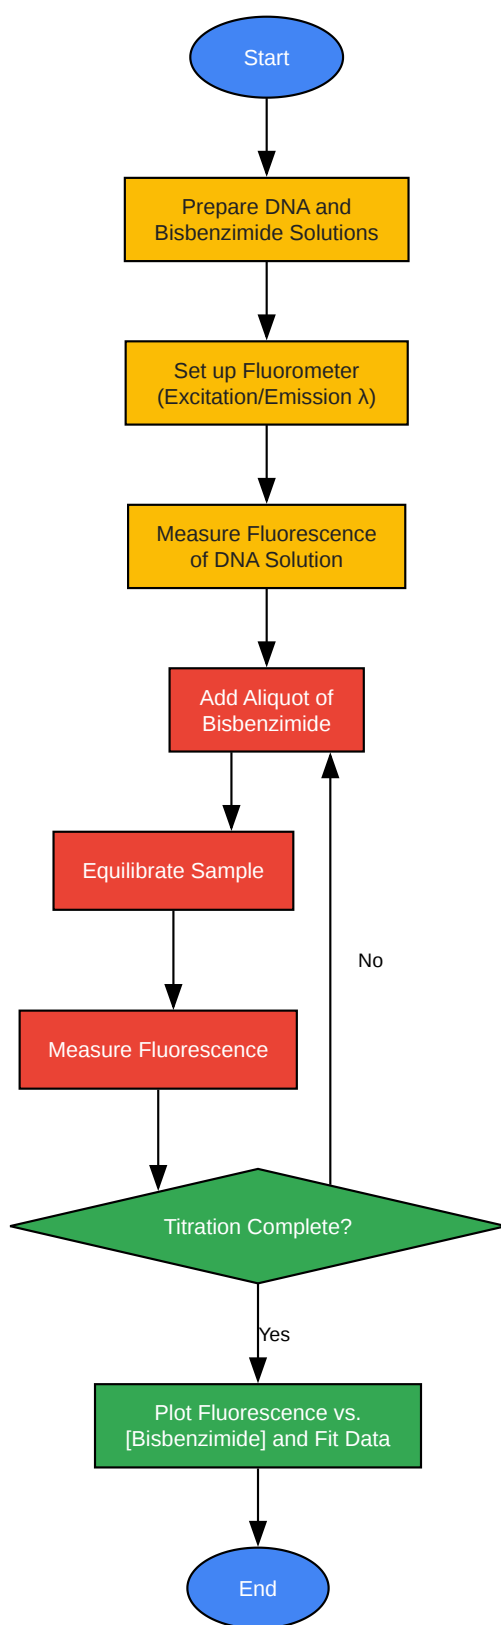 Start
Prepare DNA and
Bisbenzimide Solutions
Set up Fluorometer
(Excitation/Emission λ)
Measure Fluorescence
of DNA Solution
Add Aliquot of
Bisbenzimide
Equilibrate Sample
No
Measure Fluorescence
Titration Complete?
Yes
Plot Fluorescence vs.
[Bisbenzimide] and Fit Data
End